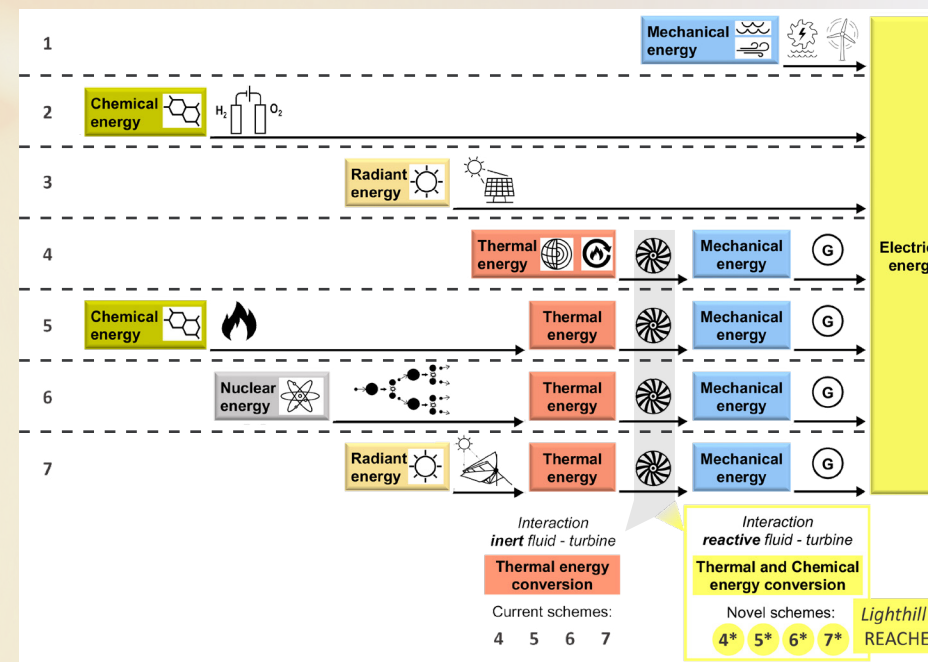 1
Mechanical
energy
2
Chemical
energy
H₂
O₂
3
Radiant
energy
4
Thermal
energy
Mechanical
energy
G
5
Chemical
energy
Thermal
energy
Mechanical
energy
G
6
Nuclear
energy
Thermal
energy
Mechanical
energy
G
7
Radiant
energy
Thermal
energy
Mechanical
energy
G
Interaction
inert fluid - turbine
Thermal energy
conversion
Current schemes:
4 5 6 7
Interaction
reactive fluid - turbine
Thermal and Chemical
energy conversion
Novel schemes:
4* 5* 6* 7*
Lighthill